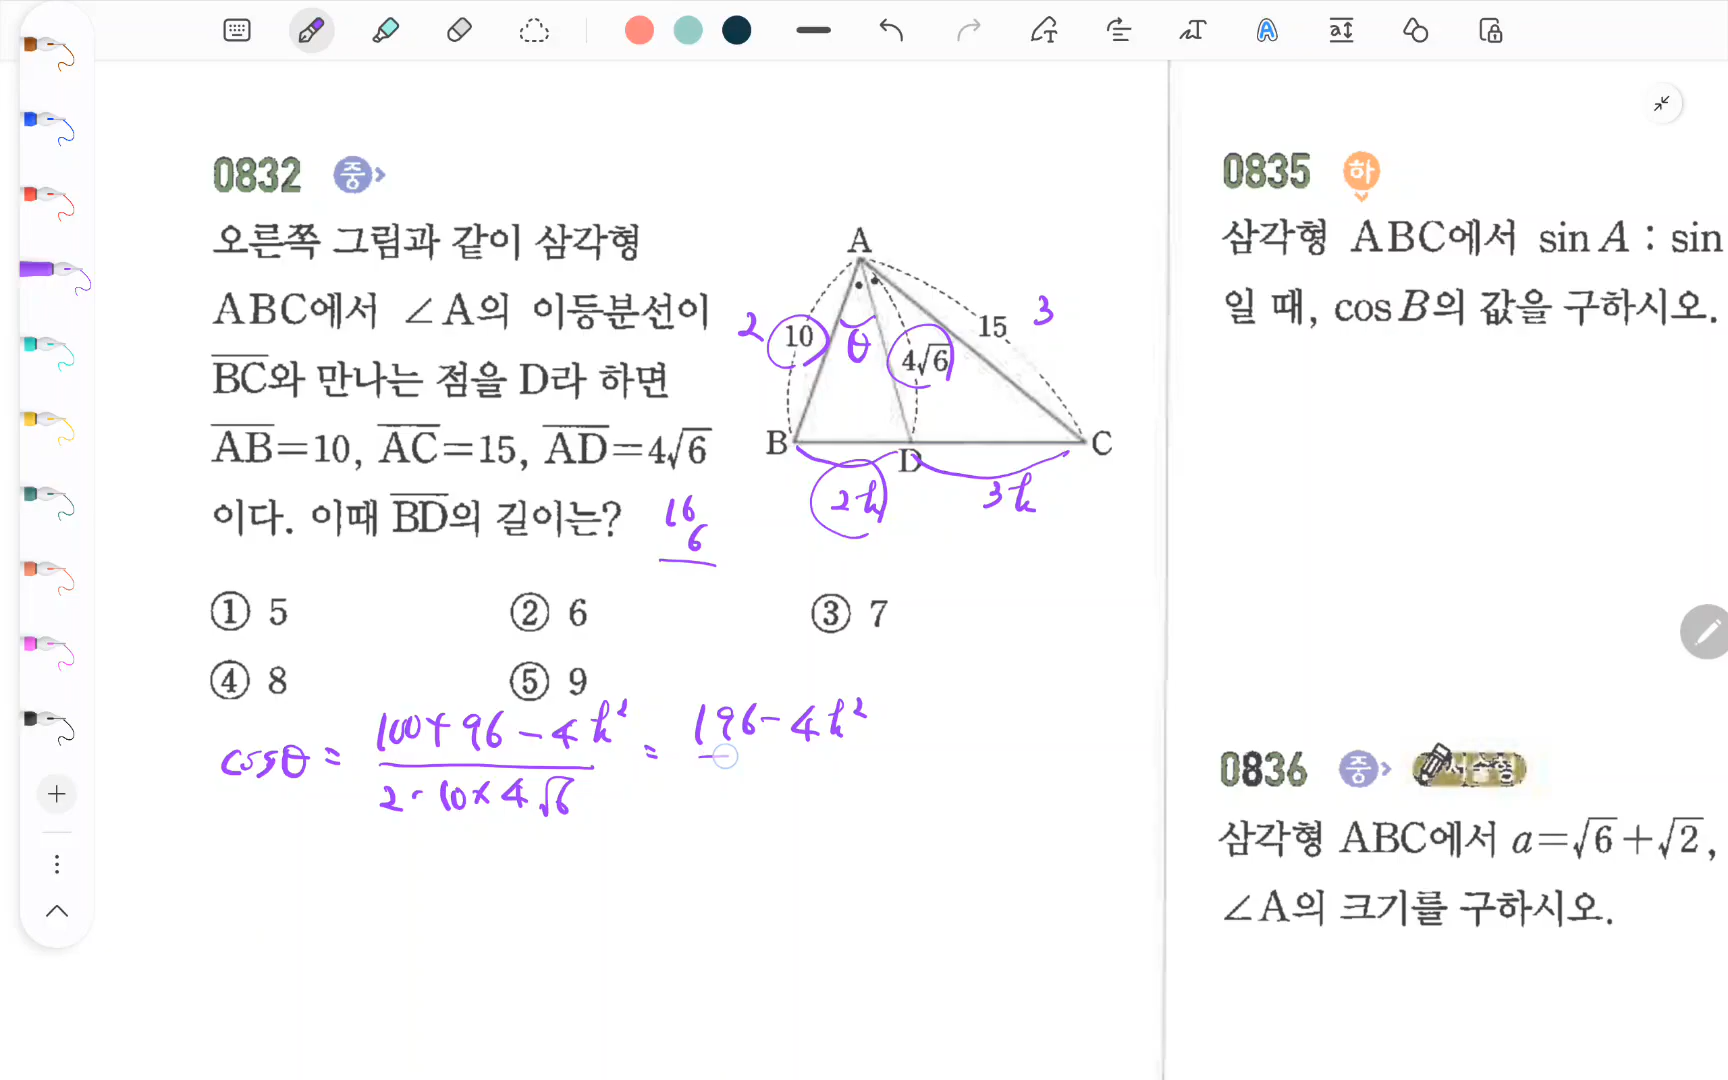 0832 중
오른쪽 그림과 같이 삼각형
ABC에서 ∠A의 이등분선이
BC와 만나는 점을 D라 하면
AB=10, AC=15, AD=4√6
이다. 이때 BD의 길이는?
16
6
A
2 10 θ 4√6 15 3
B D C
2k 3k
① 5 ② 6 ③ 7
④ 8 ⑤ 9
cosθ = (100+96-4k²)/(2·10×4√6) = 196-4k²
0835 하
삼각형 ABC에서 sin A : sin
일 때, cos B의 값을 구하시오.
0836 중 서술형
삼각형 ABC에서 a=√6+√2,
∠A의 크기를 구하시오.